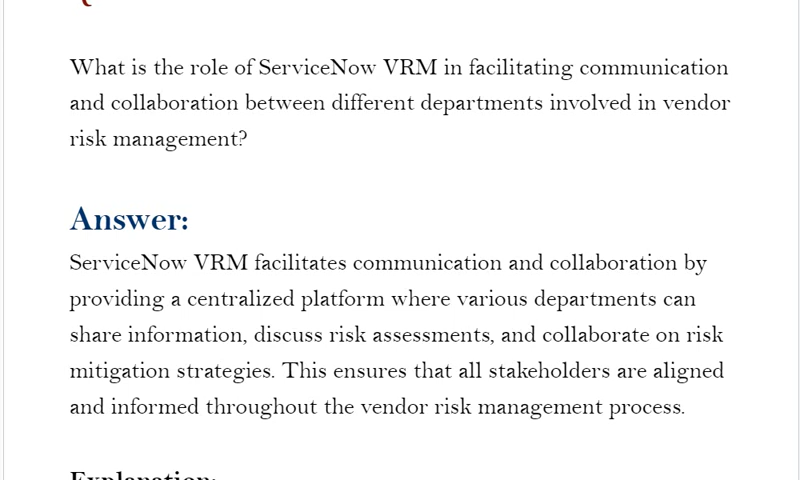 What is the role of ServiceNow VRM in facilitating communication
and collaboration between different departments involved in vendor
risk management?
Answer:
ServiceNow VRM facilitates communication and collaboration by
providing a centralized platform where various departments can
share information, discuss risk assessments, and collaborate on risk
mitigation strategies. This ensures that all stakeholders are aligned
and informed throughout the vendor risk management process.
Explanation: